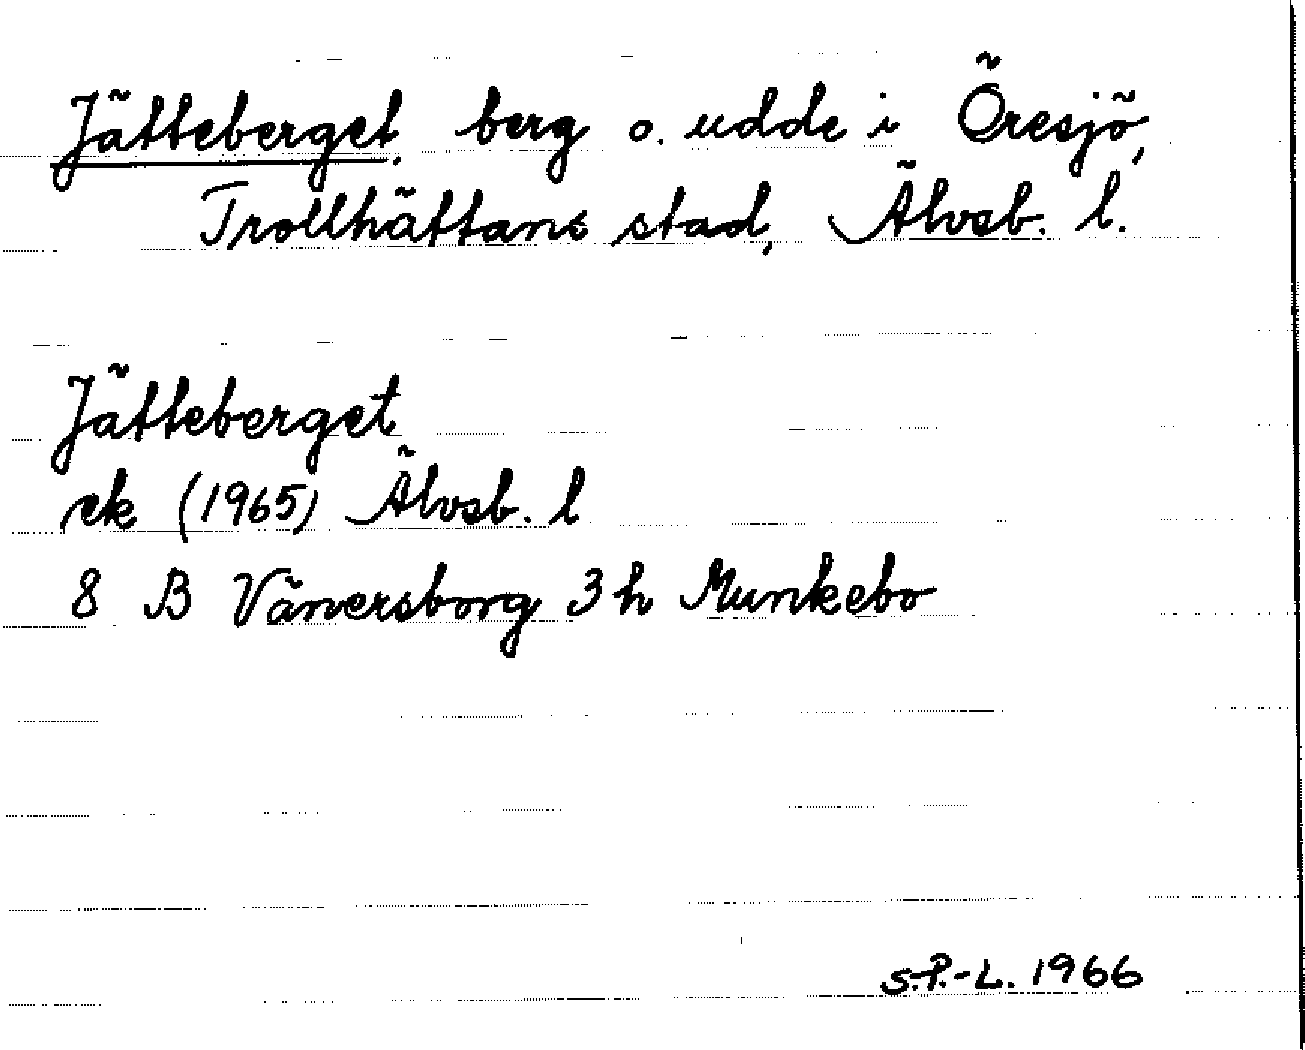 Jätteberget, berg o. udde i Öresjö,
Trollhättans stad, Älvsb. l.
Jätteberget
ek (1965) Älvsb. l
8 B Vänersborg 3 h Munkebo
S.P.-L. 1966